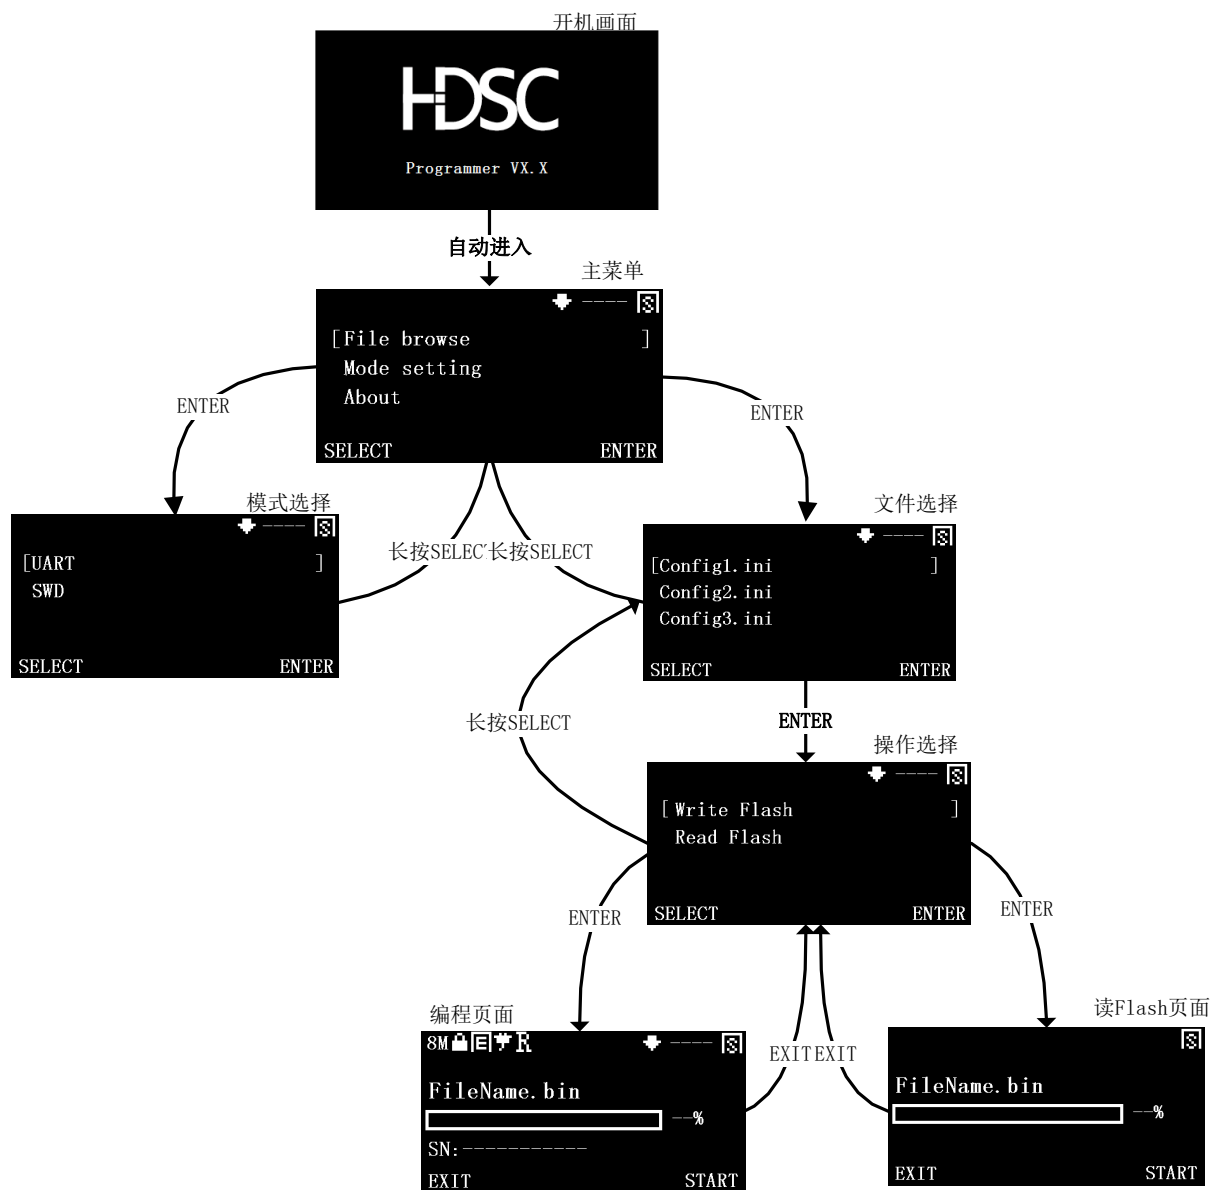 开机画面
HDSC
Programmer VX.X
自动进入
主菜单
---- S
[File browse ]
Mode setting
About
SELECT ENTER
ENTER
ENTER
模式选择
---- S
[UART ]
SWD
SELECT ENTER
长按SELECT
长按SELECT
文件选择
---- S
[Config1.ini ]
Config2.ini
Config3.ini
SELECT ENTER
长按SELECT
ENTER
操作选择
---- S
[Write Flash ]
Read Flash
SELECT ENTER
ENTER
ENTER
编程页面
8M E R ---- S
FileName.bin
--%
SN:-----------
EXIT START
EXIT
EXIT
读Flash页面
S
FileName.bin
--%
EXIT START